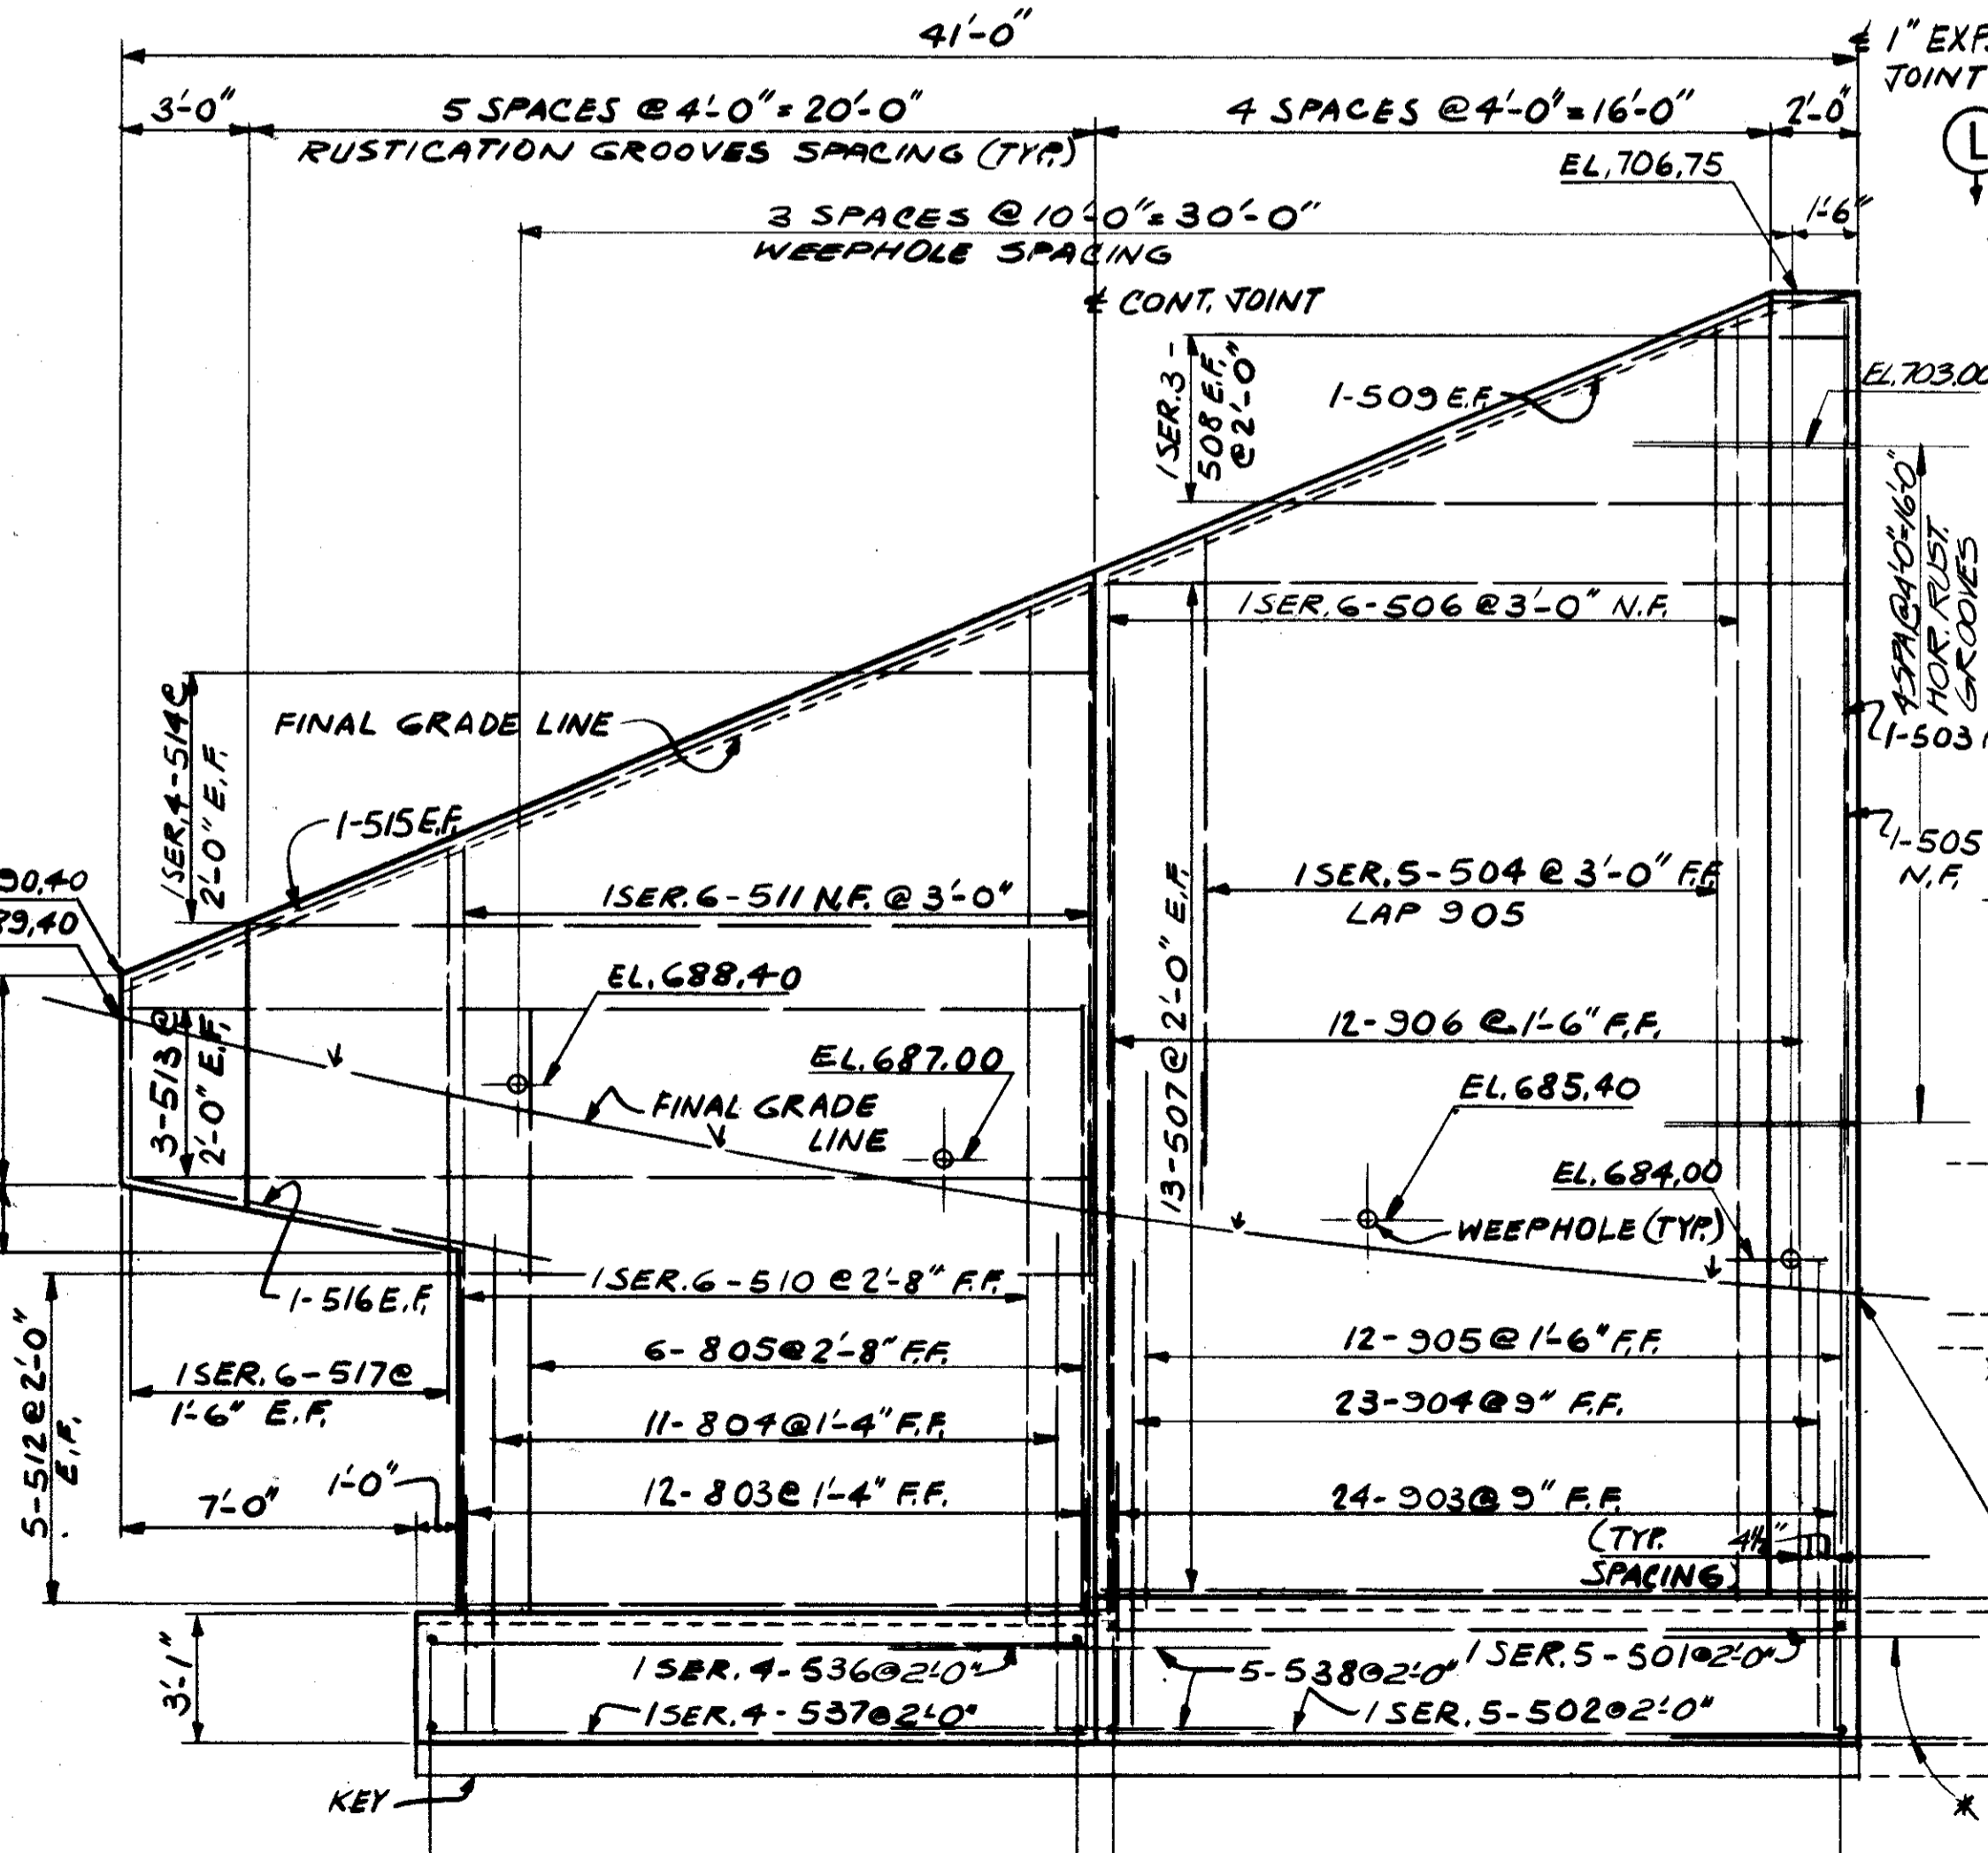 41'-0"
℄ 1" EXP.
JOINT
3'-0"
5 SPACES @ 4'-0" = 20'-0"
RUSTICATION GROOVES SPACING (TYP.)
4 SPACES @ 4'-0" = 16'-0"
2'-0"
L
EL. 706.75
3 SPACES @ 10'-0" = 30'-0"
WEEPHOLE SPACING
1'-6"
℄ CONT. JOINT
1 SER. 3 -
508 E.F.
@ 2'-0"
1-509 E.F.
EL. 703.00
4 SPA @ 4'-0" = 16'-0"
HOR. RUST.
GROOVES
1 SER. 6-506 @ 3'-0" N.F.
1 SER. 4-514 @
2'-0" E.F.
FINAL GRADE LINE
1-503
1-515 E.F.
1-505
N.F.
90.40
39.40
1 SER. 6-511 N.F. @ 3'-0"
1 SER. 5-504 @ 3'-0" F.F.
LAP 905
EL. 688.40
3-513 @
2'-0" E.F.
13-507 @ 2'-0" E.F.
12-906 @ 1'-6" F.F.
EL. 687.00
FINAL GRADE
LINE
EL. 685.40
EL. 684.00
WEEPHOLE (TYP.)
1-516 E.F.
1 SER. 6-510 @ 2'-8" F.F.
5-512 @ 2'-0"
E.F.
6-805 @ 2'-8" F.F.
12-905 @ 1'-6" F.F.
1 SER. 6-517 @
1'-6" E.F.
23-904 @ 9" F.F.
11-804 @ 1'-4" F.F.
7'-0"
1'-0"
12-803 @ 1'-4" F.F.
24-903 @ 9" F.F.
(TYP.
SPACING)
4½"
3'-1"
1 SER. 4-536 @ 2'-0"
5-538 @ 2'-0"
1 SER. 5-501 @ 2'-0"
1 SER. 4-537 @ 2'-0"
1 SER. 5-502 @ 2'-0"
KEY
*